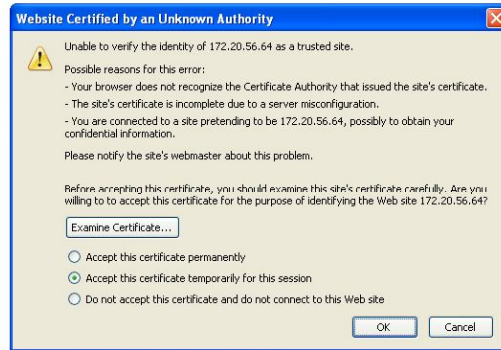 Website Certified by an Unknown Authority
Unable to verify the identity of 172.20.56.64 as a trusted site.
Possible reasons for this error:
- Your browser does not recognize the Certificate Authority that issued the site's certificate.
- The site's certificate is incomplete due to a server misconfiguration.
- You are connected to a site pretending to be 172.20.56.64, possibly to obtain your
confidential information.
Please notify the site's webmaster about this problem.
Before accepting this certificate, you should examine this site's certificate carefully. Are you
willing to to accept this certificate for the purpose of identifying the Web site 172.20.56.64?
Examine Certificate...
Accept this certificate permanently
Accept this certificate temporarily for this session
Do not accept this certificate and do not connect to this Web site
OK Cancel